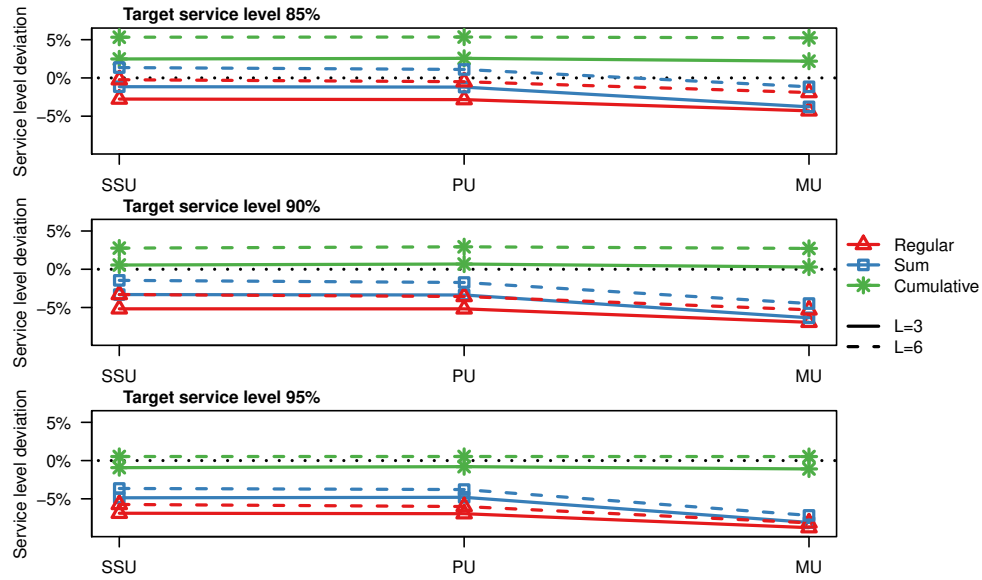 Target service level 85%
Service level deviation
5%
0%
−5%
SSU PU MU
Target service level 90%
Service level deviation
5%
0%
−5%
SSU PU MU
Regular
Sum
Cumulative
L=3
L=6
Target service level 95%
Service level deviation
5%
0%
−5%
SSU PU MU